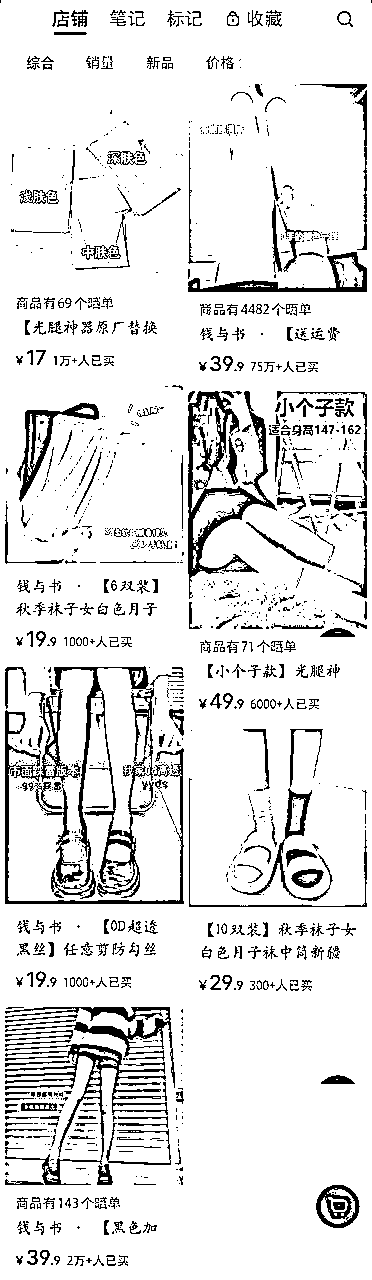 店铺 笔记 标记 收藏
综合 销量 新品 价格
深肤色
浅肤色
中肤色
商品有69个晒单
【光腿神器原厂替换
¥17 1万+人已买
商品有4482个晒单
钱与书 · 【送运费
¥39.9 75万+人已买
钱与书 · 【6双装】
秋季袜子女白色月子
¥19.9 1000+人已买
小个子款
适合身高147-162
商品有71个晒单
【小个子款】光腿神
¥49.9 6000+人已买
yyds
钱与书 · 【0D超透
黑丝】任意剪防勾丝
¥19.9 1000+人已买
【10双装】秋季袜子女
白色月子袜中筒新疆
¥29.9 300+人已买
商品有143个晒单
钱与书 · 【黑色加
¥39.9 2万+人已买